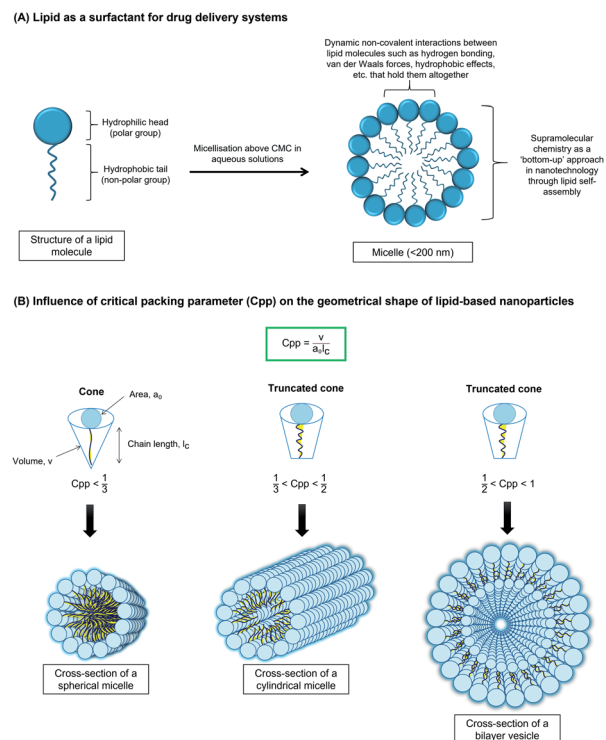 (A) Lipid as a surfactant for drug delivery systems
Dynamic non-covalent interactions between
lipid molecules such as hydrogen bonding,
van der Waals forces, hydrophobic effects,
etc. that hold them altogether
Hydrophilic head
(polar group)
Hydrophobic tail
(non-polar group)
Micellisation above CMC in
aqueous solutions
Supramolecular
chemistry as a
'bottom-up' approach
in nanotechnology
through lipid self-
assembly
Structure of a lipid
molecule
Micelle (<200 nm)
(B) Influence of critical packing parameter (Cpp) on the geometrical shape of lipid-based nanoparticles
Cpp = v / a₀lc
Cone
Area, a₀
Chain length, lc
Volume, v
Cpp < 1/3
Truncated cone
1/3 < Cpp < 1/2
Truncated cone
1/2 < Cpp < 1
Cross-section of a
spherical micelle
Cross-section of a
cylindrical micelle
Cross-section of a
bilayer vesicle